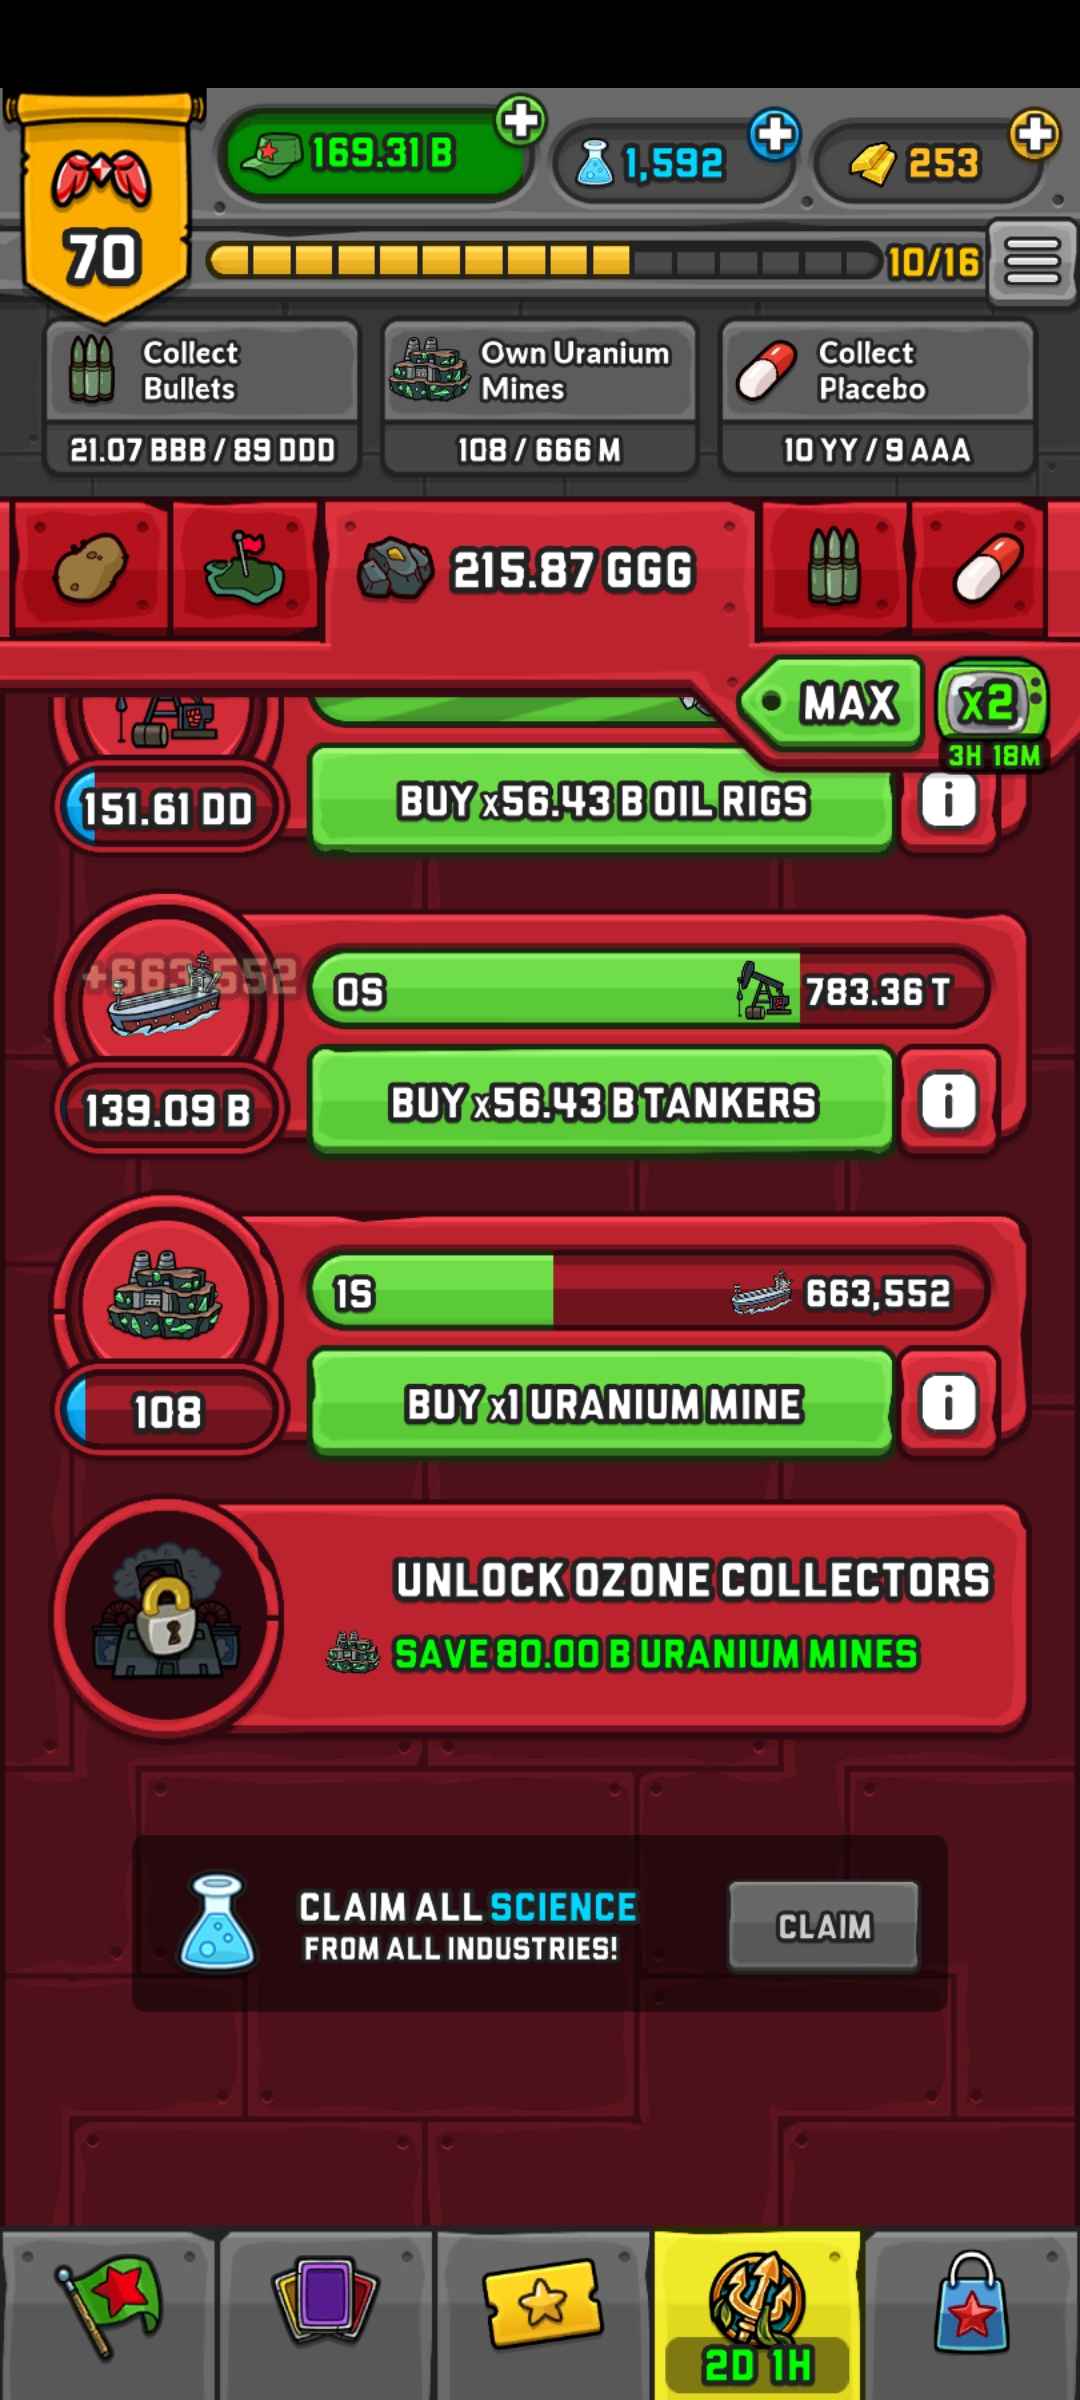 169.31 B
1,592
253
70
10/16
Collect
Bullets
21.07 BBB / 89 DDD
Own Uranium
Mines
108 / 666 M
Collect
Placebo
10 YY / 9 AAA
215.87 GGG
MAX
x2
3H 18M
151.61 DD
BUY x56.43 B OIL RIGS
i
+663,552
0S
783.36 T
139.09 B
BUY x56.43 B TANKERS
i
1S
663,552
108
BUY x1 URANIUM MINE
i
UNLOCK OZONE COLLECTORS
SAVE 80.00 B URANIUM MINES
CLAIM ALL SCIENCE
FROM ALL INDUSTRIES!
CLAIM
2D 1H